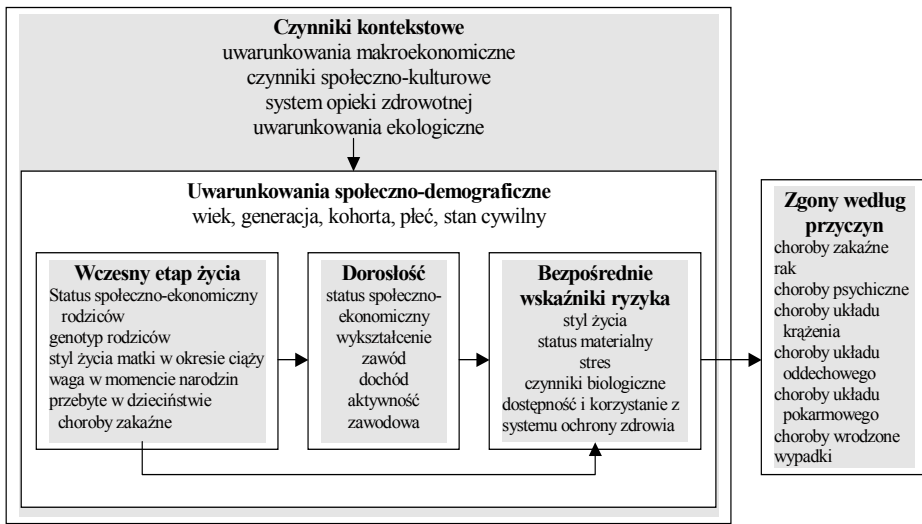 Czynniki kontekstowe
uwarunkowania makroekonomiczne
czynniki społeczno-kulturowe
system opieki zdrowotnej
uwarunkowania ekologiczne
Uwarunkowania społeczno-demograficzne
wiek, generacja, kohorta, płeć, stan cywilny
Wczesny etap życia
Status społeczno-ekonomiczny
rodziców
genotyp rodziców
styl życia matki w okresie ciąży
waga w momencie narodzin
przebyte w dzieciństwie
choroby zakaźne
Dorosłość
status społeczno-
ekonomiczny
wykształcenie
zawód
dochód
aktywność
zawodowa
Bezpośrednie
wskaźniki ryzyka
styl życia
status materialny
stres
czynniki biologiczne
dostępność i korzystanie z
systemu ochrony zdrowia
Zgony według
przyczyn
choroby zakaźne
rak
choroby psychiczne
choroby układu
krążenia
choroby układu
oddechowego
choroby układu
pokarmowego
choroby wrodzone
wypadki